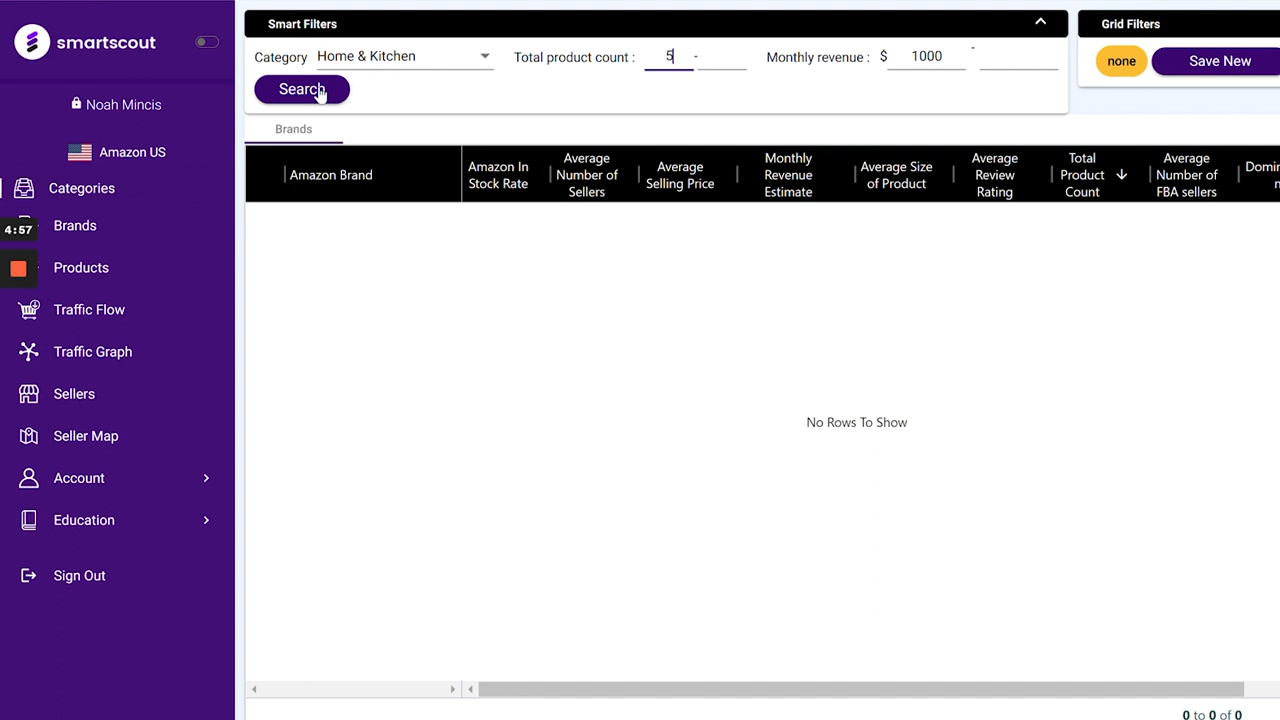 smartscout
Noah Mincis
Amazon US
Categories
Brands
4:57
Products
Traffic Flow
Traffic Graph
Sellers
Seller Map
Account
Education
Sign Out
Smart Filters
Category Home & Kitchen Total product count : 5 - Monthly revenue : $ 1000 -
Search
Grid Filters
none Save New
Brands
Amazon Brand
Amazon In
Stock Rate
Average
Number of
Sellers
Average
Selling Price
Monthly
Revenue
Estimate
Average Size
of Product
Average
Review
Rating
Total
Product
Count
Average
Number of
FBA sellers
No Rows To Show
0 to 0 of 0